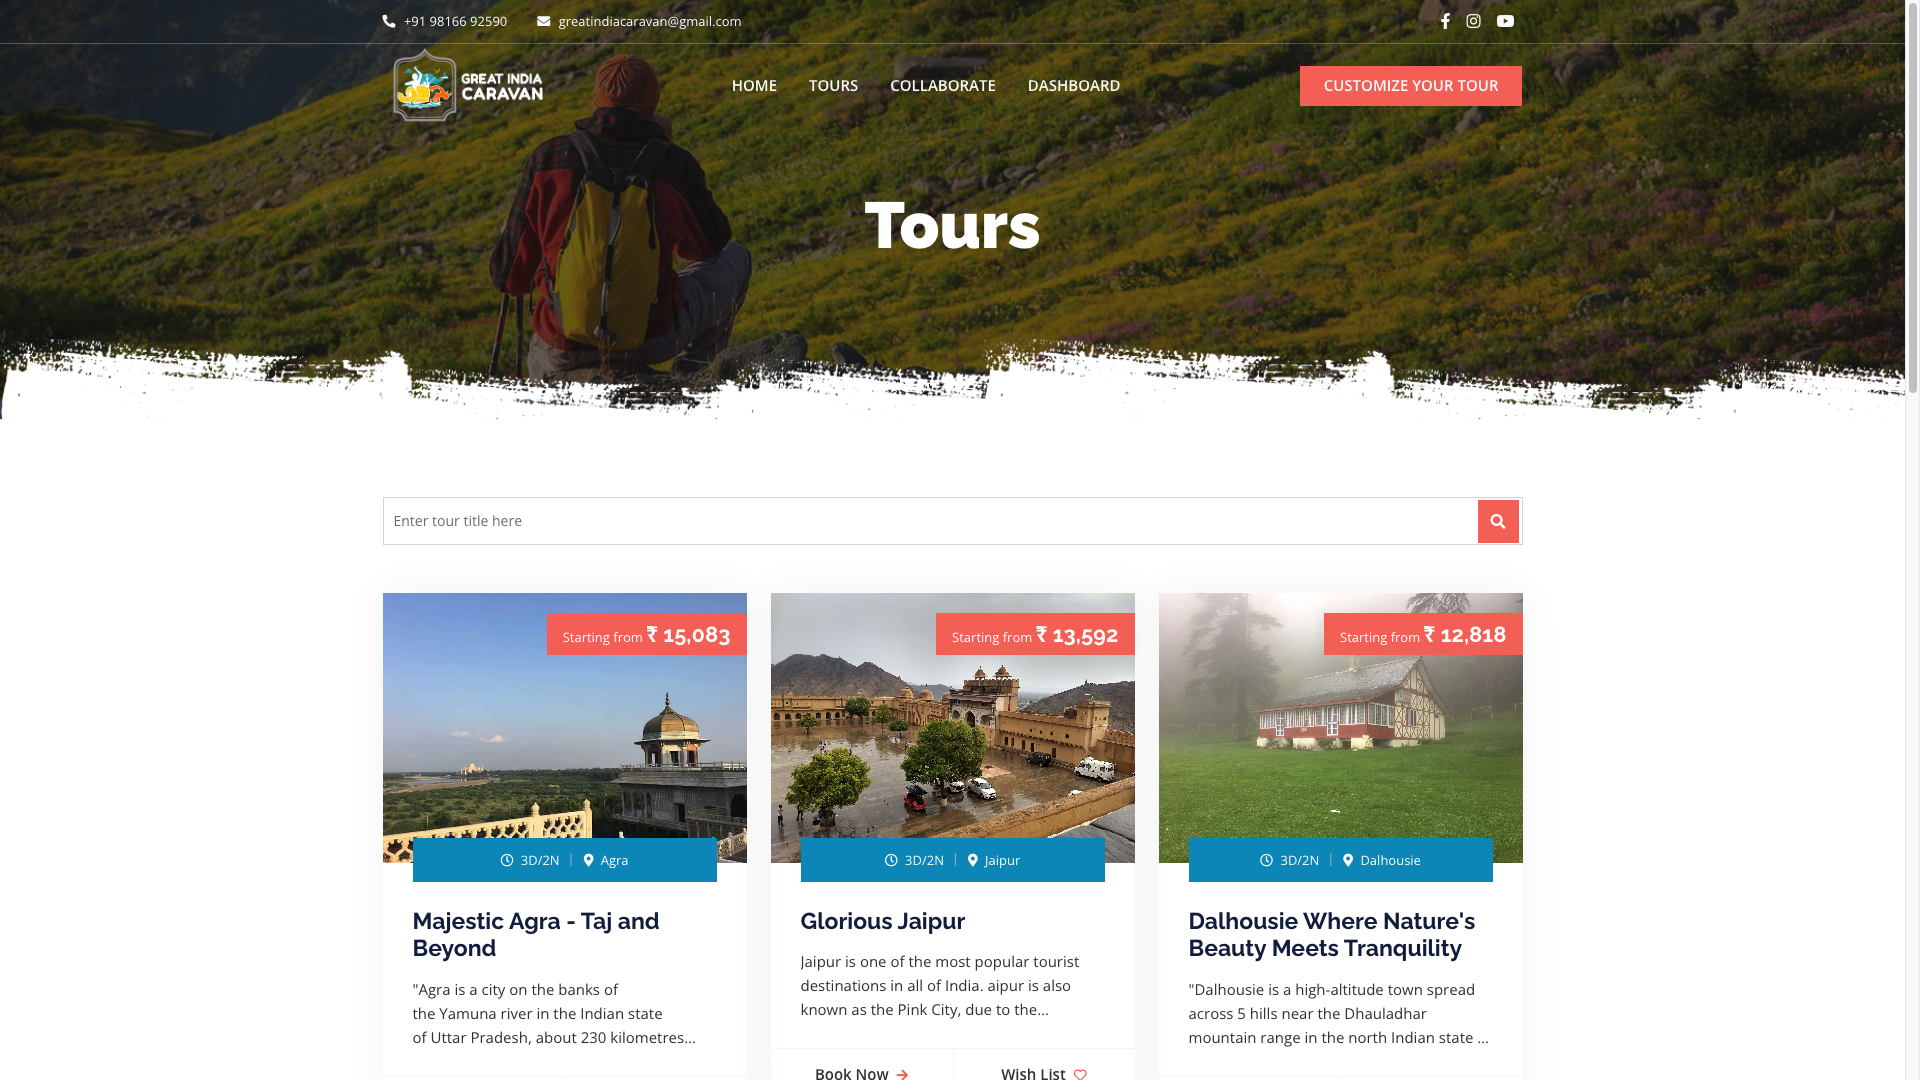 +91 98166 92590
greatindiacaravan@gmail.com
GREAT INDIA
CARAVAN
HOME
TOURS
COLLABORATE
DASHBOARD
CUSTOMIZE YOUR TOUR
Tours
Enter tour title here
Starting from ₹ 15,083
3D/2N | Agra
Majestic Agra - Taj and
Beyond
"Agra is a city on the banks of
the Yamuna river in the Indian state
of Uttar Pradesh, about 230 kilometres...
Starting from ₹ 13,592
3D/2N | Jaipur
Glorious Jaipur
Jaipur is one of the most popular tourist
destinations in all of India. aipur is also
known as the Pink City, due to the...
Book Now
Wish List
Starting from ₹ 12,818
3D/2N | Dalhousie
Dalhousie Where Nature's
Beauty Meets Tranquility
"Dalhousie is a high-altitude town spread
across 5 hills near the Dhauladhar
mountain range in the north Indian state ...